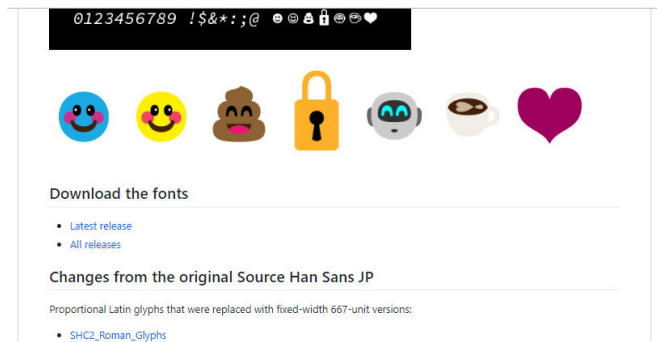 0123456789 !$&*:;@ 
Download the fonts
Latest release
All releases
Changes from the original Source Han Sans JP
Proportional Latin glyphs that were replaced with fixed-width 667-unit versions:
SHC2_Roman_Glyphs